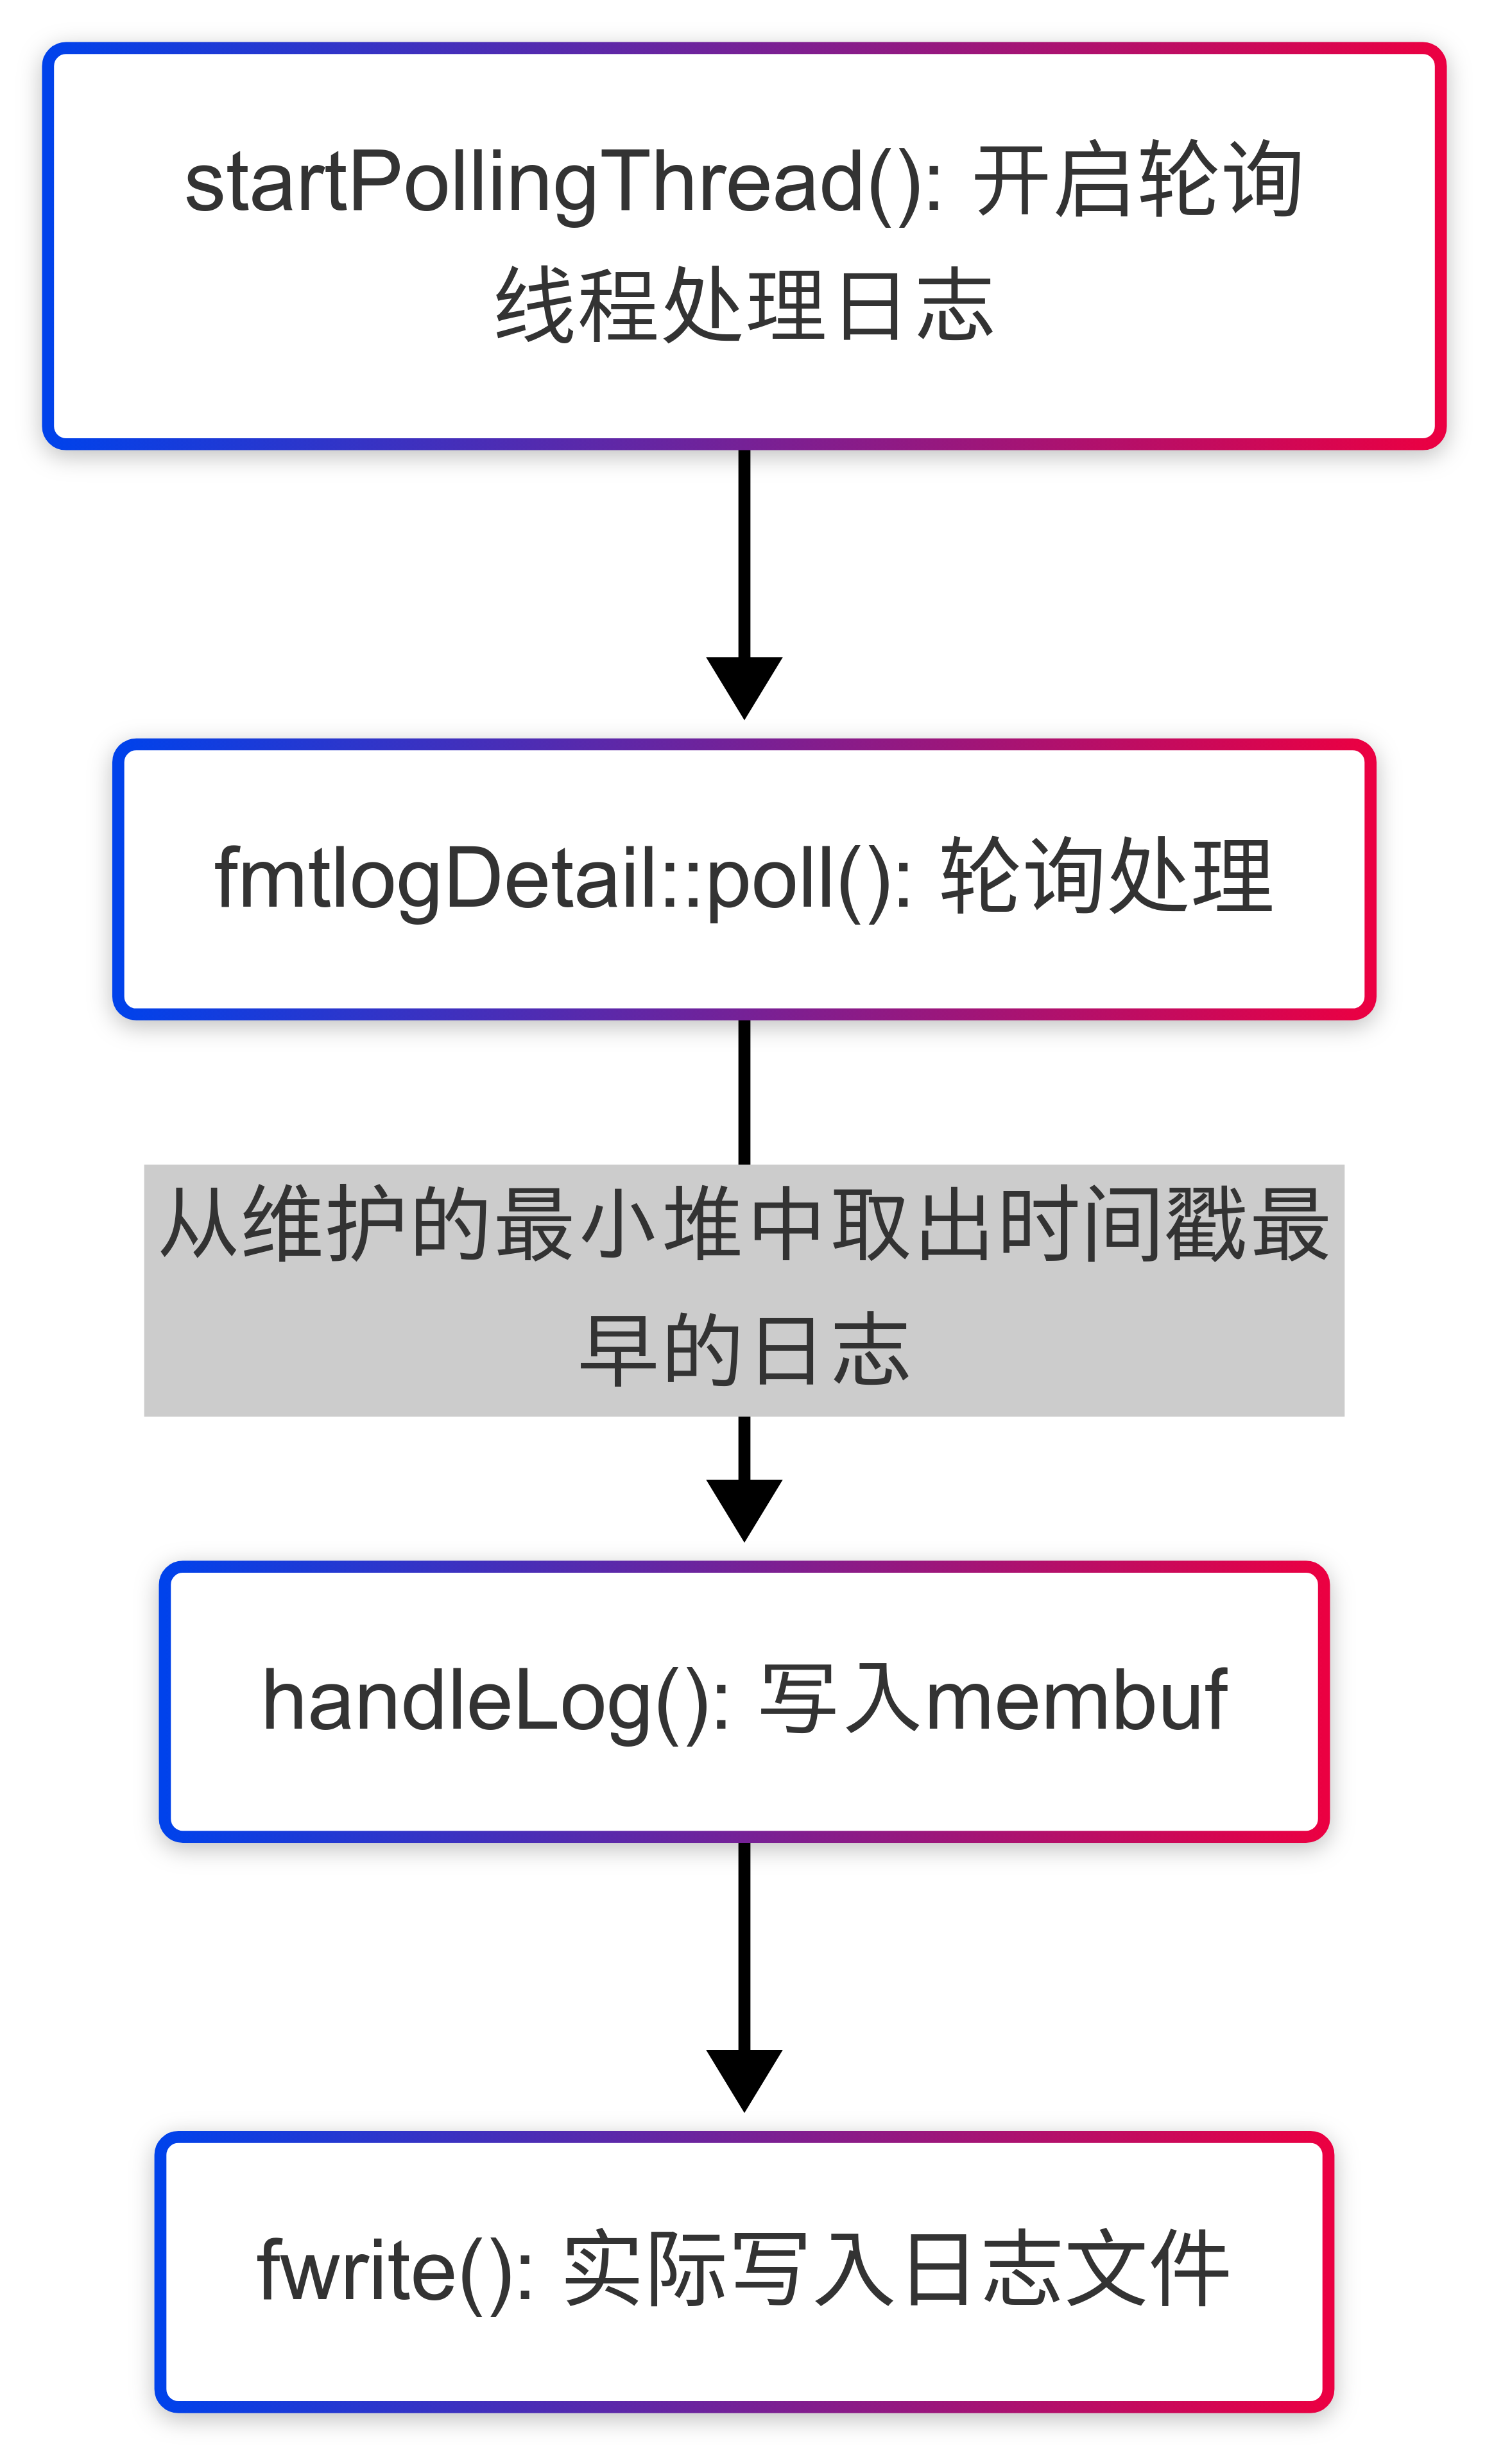 startPollingThread(): 开启轮询
线程处理日志
fmtlogDetail::poll(): 轮询处理
从维护的最小堆中取出时间戳最
早的日志
handleLog(): 写入membuf
fwrite(): 实际写入日志文件